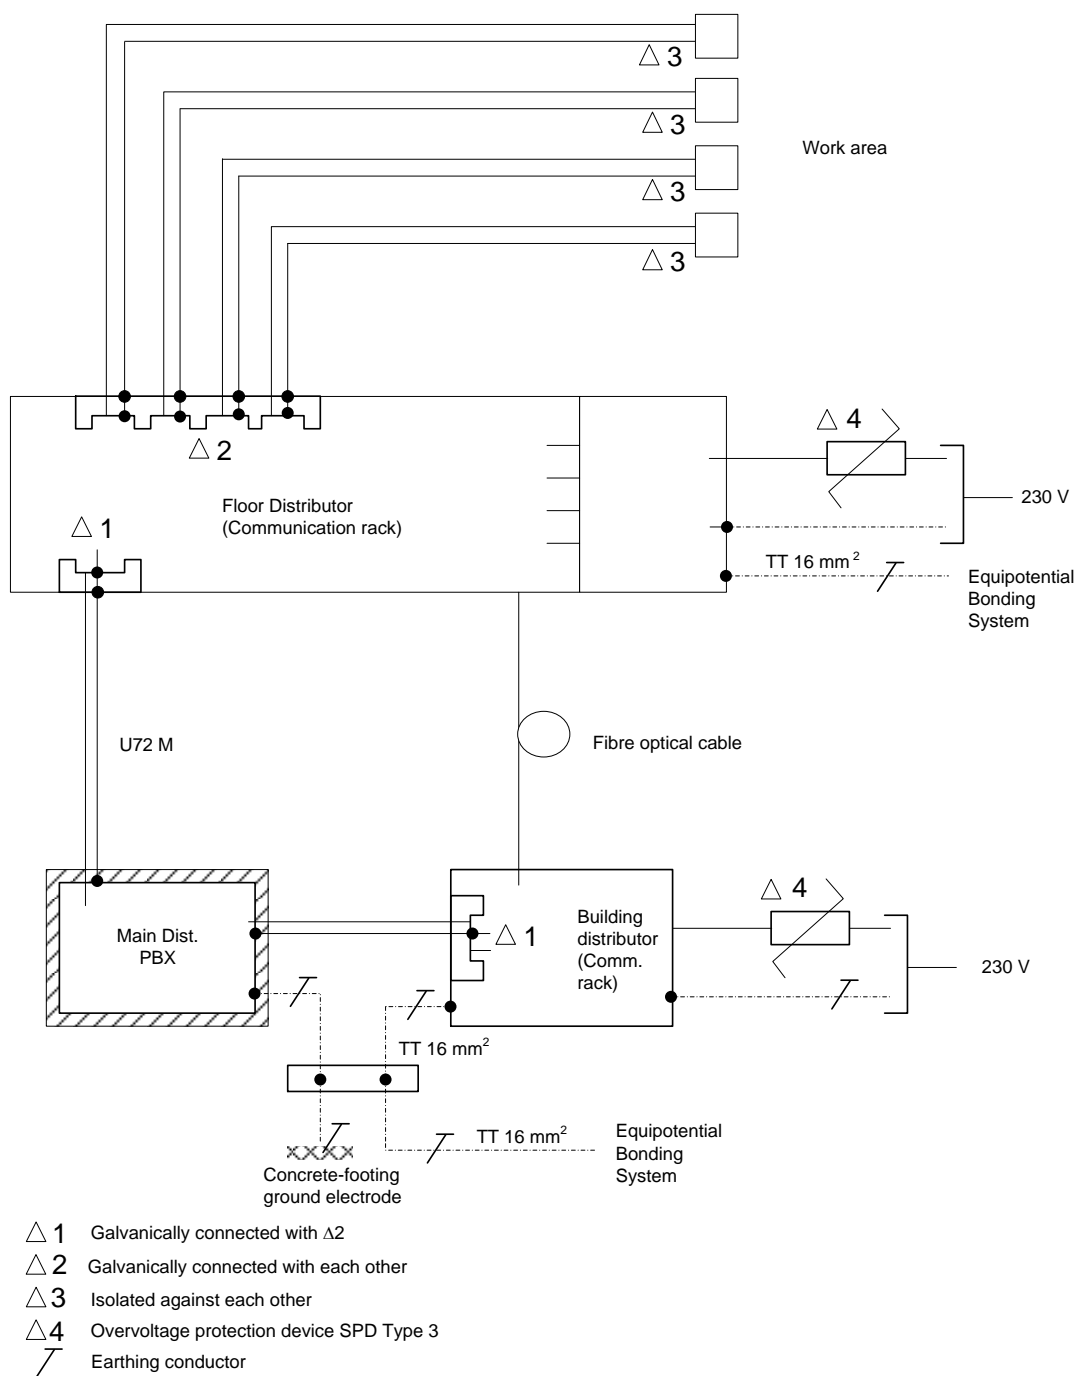 △ 3
△ 3
Work area
△ 3
△ 3
△ 4
△ 2
230 V
Floor Distributor
(Communication rack)
△ 1
TT 16 mm²
Equipotential
Bonding
System
U72 M
Fibre optical cable
△ 4
Main Dist.
PBX
△ 1
Building
distributor
(Comm.
rack)
230 V
TT 16 mm²
TT 16 mm²
Equipotential
Bonding
System
Concrete-footing
ground electrode
△ 1 Galvanically connected with Δ2
△ 2 Galvanically connected with each other
△ 3 Isolated against each other
△ 4 Overvoltage protection device SPD Type 3
Earthing conductor